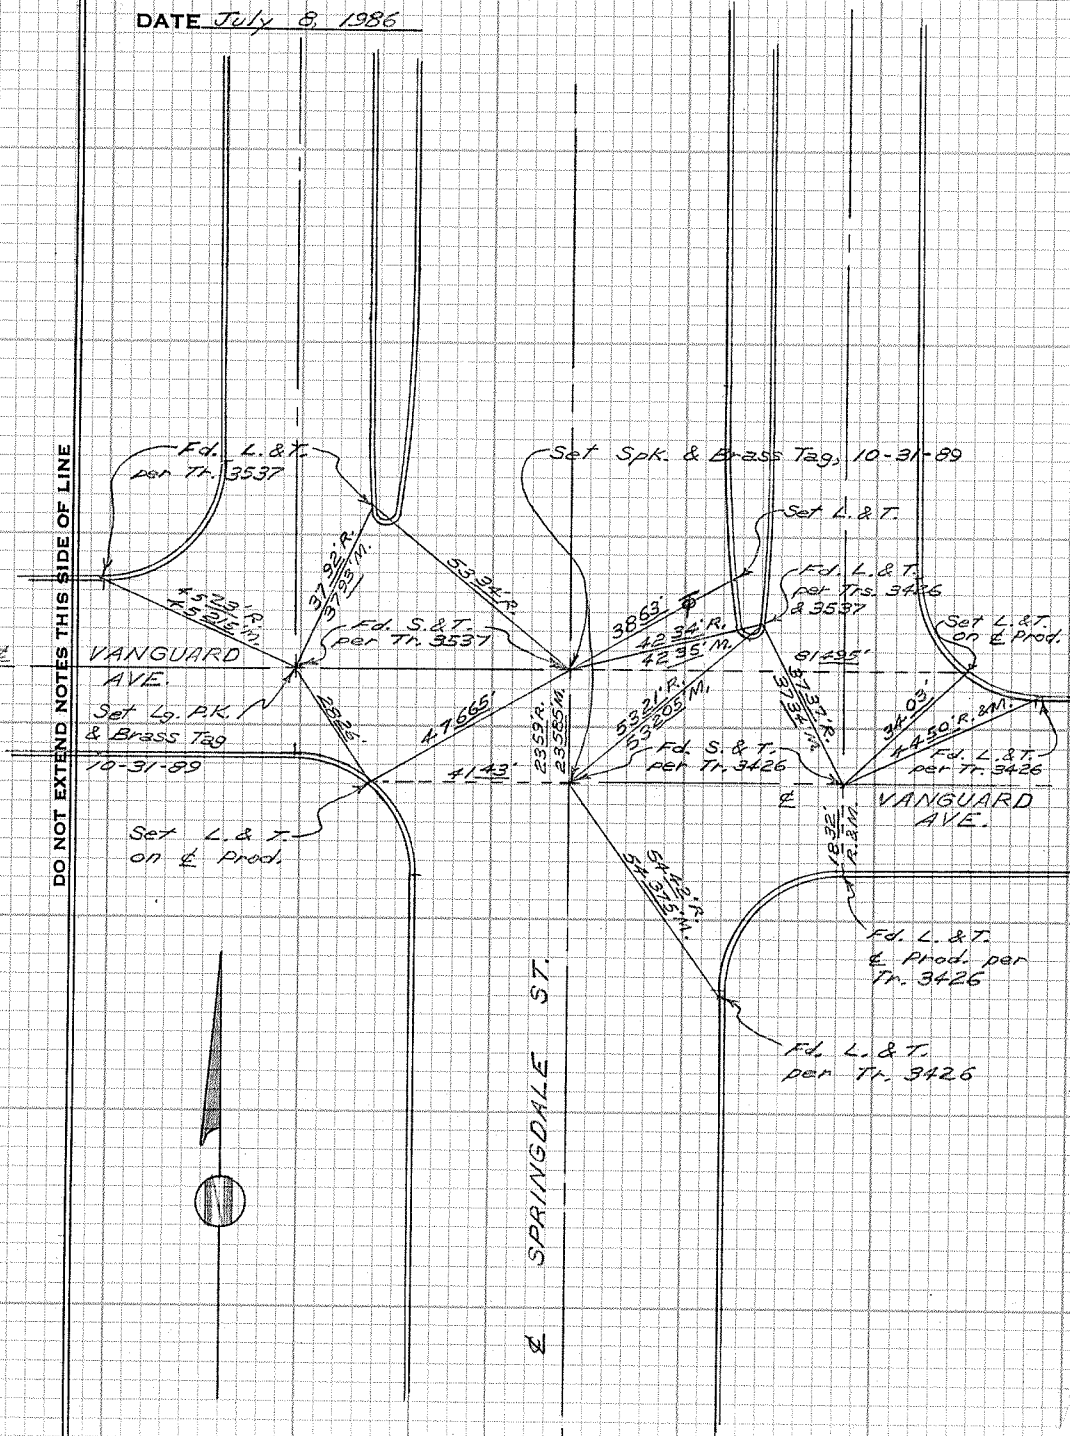 DATE July 8, 1986
DO NOT EXTEND NOTES THIS SIDE OF LINE
Fd. L. & T.
per Tr. 3537
Set Spk. & Brass Tag, 10-31-89
Set L. & T.
37.92' R.
37.93' M.
53.34' R.
45.23' R.
45.215' M.
Fd. S. & T.
per Tr. 3537
38.63'
42.34' R.
42.35' M.
Fd. L. & T.
per Trs. 3426
& 3537
Set L. & T.
on ℄ Prod.
℄
VANGUARD
AVE.
81.495'
Set Lg. P.K.
& Brass Tag
10-31-89
28.26'
47.665'
23.59' R.
23.585' M.
53.21' R.
53.205' M.
37.37' R.
34.03'
44.50' R. & M.
Fd. S. & T.
per Tr. 3426
Fd. L. & T.
per Tr. 3426
41.43'
℄ VANGUARD
AVE.
Set L. & T.
on ℄ Prod.
18.32'
R. & M.
54.42' R.
54.375' M.
Fd. L. & T.
℄ Prod. per
Tr. 3426
Fd. L. & T.
per Tr. 3426
℄ SPRINGDALE ST.
N